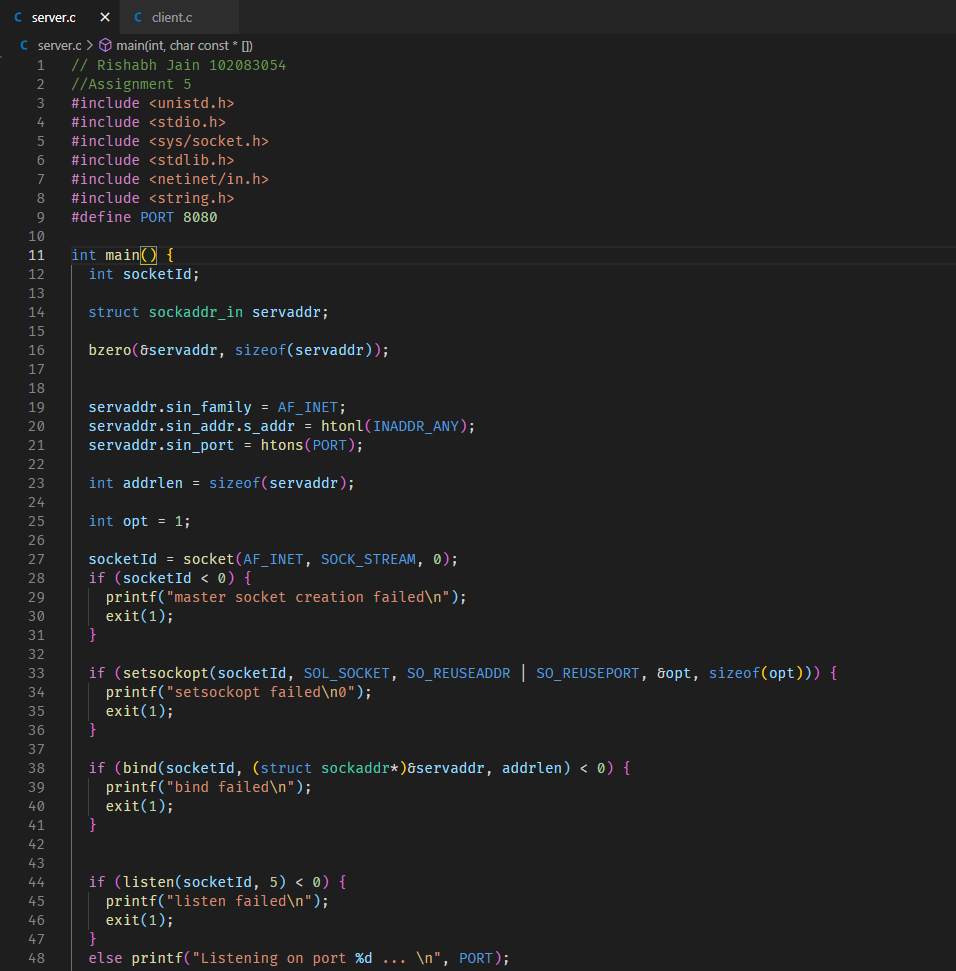 C server.c × C client.c
C server.c > main(int, char const * [])
1 // Rishabh Jain 102083054
2 //Assignment 5
3 #include <unistd.h>
4 #include <stdio.h>
5 #include <sys/socket.h>
6 #include <stdlib.h>
7 #include <netinet/in.h>
8 #include <string.h>
9 #define PORT 8080
10
11 int main() {
12   int socketId;
13
14   struct sockaddr_in servaddr;
15
16   bzero(&servaddr, sizeof(servaddr));
17
18
19   servaddr.sin_family = AF_INET;
20   servaddr.sin_addr.s_addr = htonl(INADDR_ANY);
21   servaddr.sin_port = htons(PORT);
22
23   int addrlen = sizeof(servaddr);
24
25   int opt = 1;
26
27   socketId = socket(AF_INET, SOCK_STREAM, 0);
28   if (socketId < 0) {
29     printf("master socket creation failed\n");
30     exit(1);
31   }
32
33   if (setsockopt(socketId, SOL_SOCKET, SO_REUSEADDR | SO_REUSEPORT, &opt, sizeof(opt))) {
34     printf("setsockopt failed\n0");
35     exit(1);
36   }
37
38   if (bind(socketId, (struct sockaddr*)&servaddr, addrlen) < 0) {
39     printf("bind failed\n");
40     exit(1);
41   }
42
43
44   if (listen(socketId, 5) < 0) {
45     printf("listen failed\n");
46     exit(1);
47   }
48   else printf("Listening on port %d ... \n", PORT);